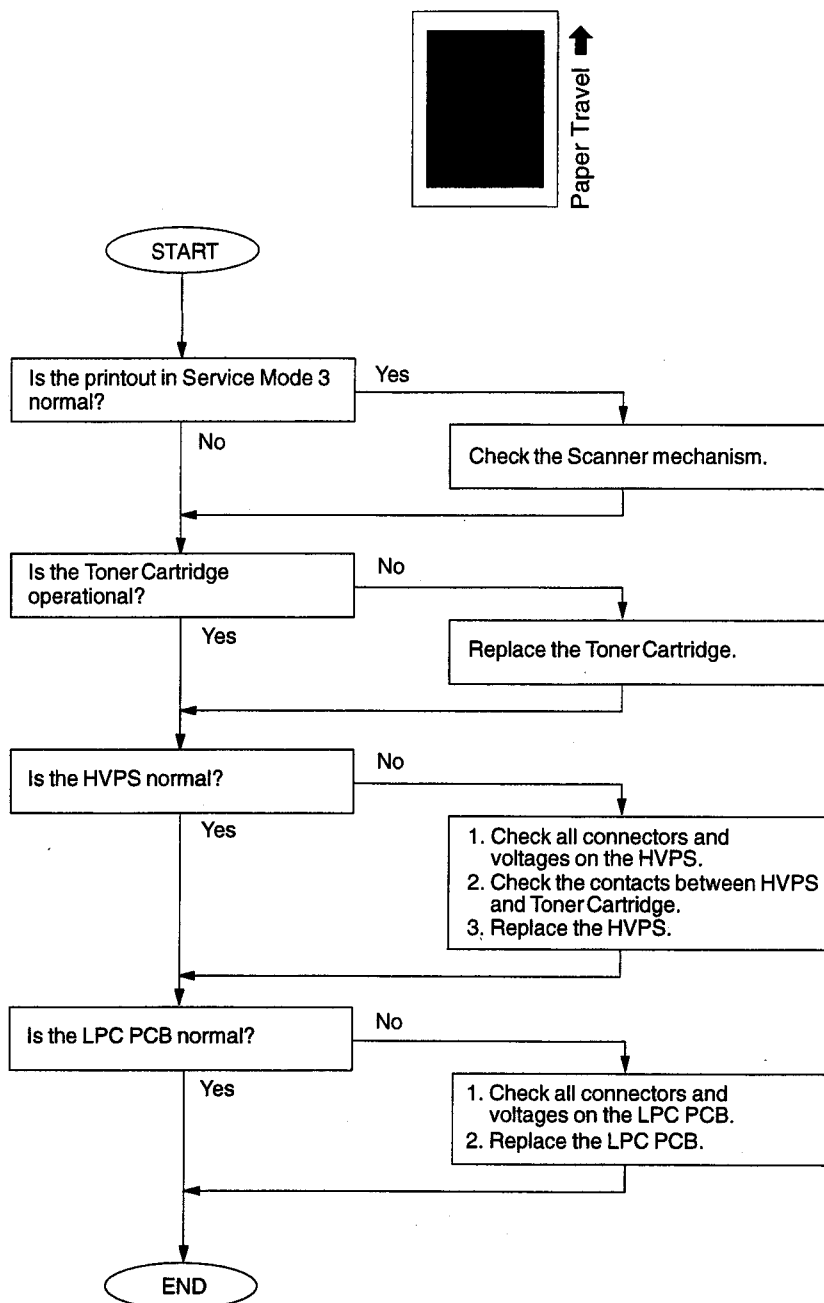 Paper Travel
START
Is the printout in Service Mode 3
normal?
Yes
No
Check the Scanner mechanism.
Is the Toner Cartridge
operational?
No
Yes
Replace the Toner Cartridge.
Is the HVPS normal?
No
Yes
1. Check all connectors and
voltages on the HVPS.
2. Check the contacts between HVPS
and Toner Cartridge.
3. Replace the HVPS.
Is the LPC PCB normal?
No
Yes
1. Check all connectors and
voltages on the LPC PCB.
2. Replace the LPC PCB.
END